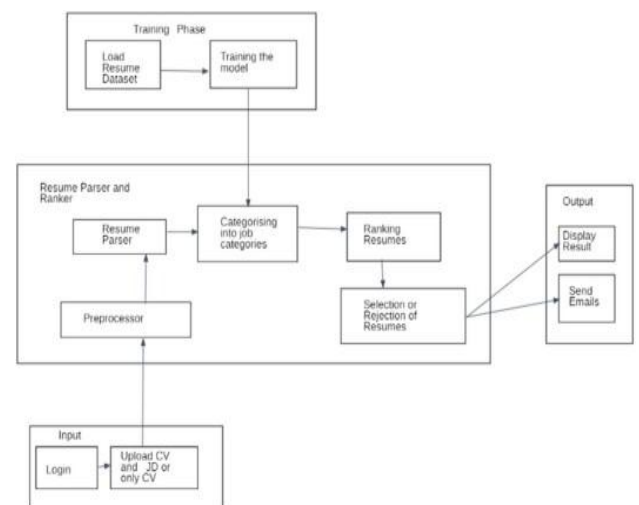 Training Phase
Load
Resume
Dataset
Training the
model
Resume Parser and
Ranker
Resume
Parser
Categorising
into job
categories
Ranking
Resumes
Preprocessor
Selection or
Rejection of
Resumes
Output
Display
Result
Send
Emails
Input
Login
Upload CV
and JD or
only CV